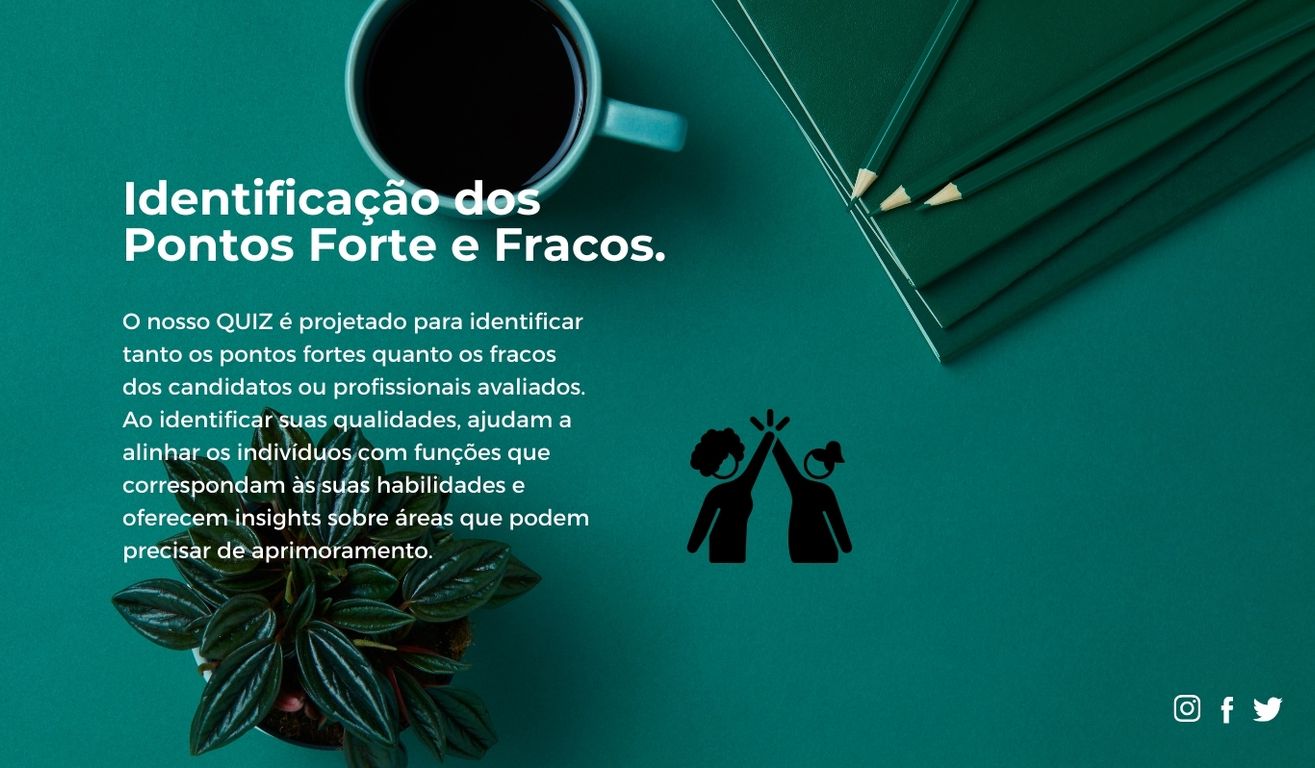 Identificação dos
Pontos Forte e Fracos.
O nosso QUIZ é projetado para identificar
tanto os pontos fortes quanto os fracos
dos candidatos ou profissionais avaliados.
Ao identificar suas qualidades, ajudam a
alinhar os indivíduos com funções que
correspondam às suas habilidades e
oferecem insights sobre áreas que podem
precisar de aprimoramento.